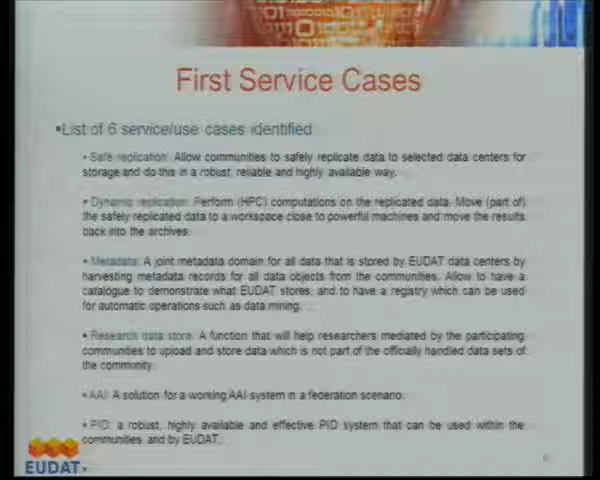 First Service Cases
•List of 6 service/use cases identified
• Safe replication: Allow communities to safely replicate data to selected data centers for
storage and do this in a robust, reliable and highly available way.
• Dynamic replication: Perform (HPC) computations on the replicated data. Move (part of)
the safely replicated data to a workspace close to powerful machines and move the results
back into the archives.
• Metadata: A joint metadata domain for all data that is stored by EUDAT data centers by
harvesting metadata records for all data objects from the communities. Allow to have a
catalogue to demonstrate what EUDAT stores, and to have a registry which can be used
for automatic operations such as data mining.
• Research data store: A function that will help researchers mediated by the participating
communities to upload and store data which is not part of the officially handled data sets of
the community.
• AAI: A solution for a working AAI system in a federation scenario.
• PID: a robust, highly available and effective PID system that can be used within the
communities and by EUDAT.
EUDAT